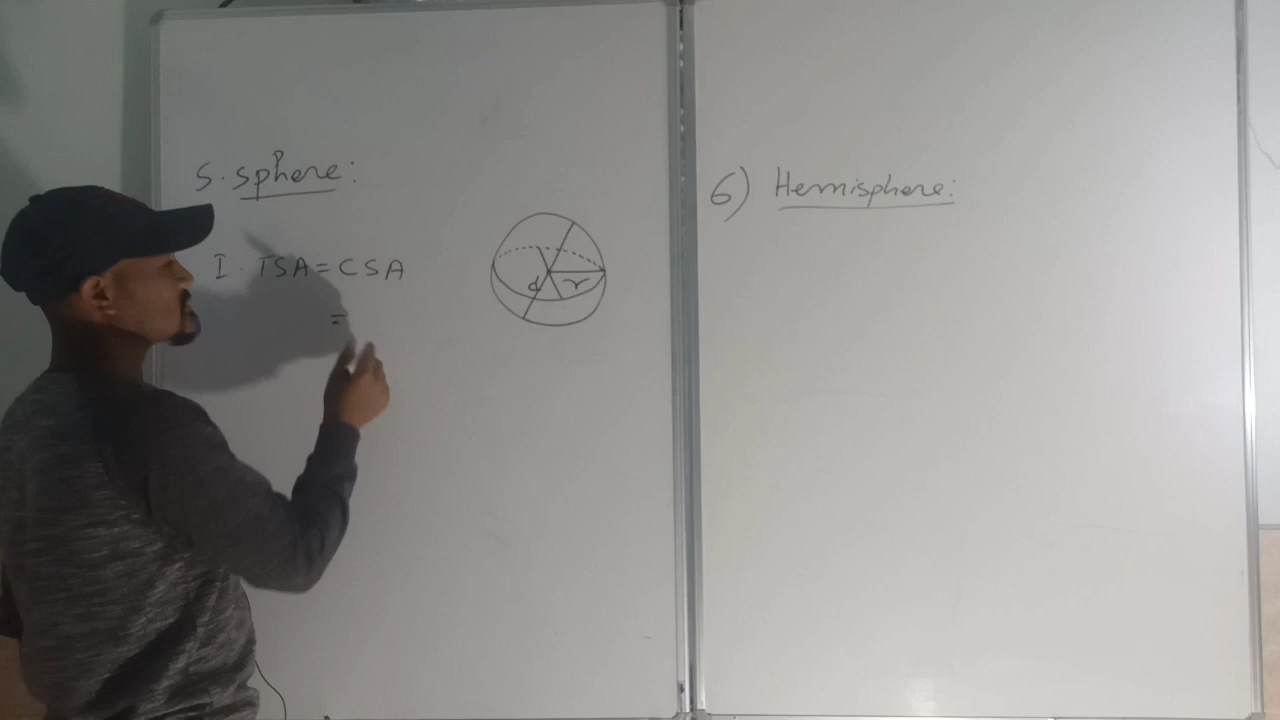 5. sphere:
I. TSA = CSA
=
d r
6) Hemisphere: